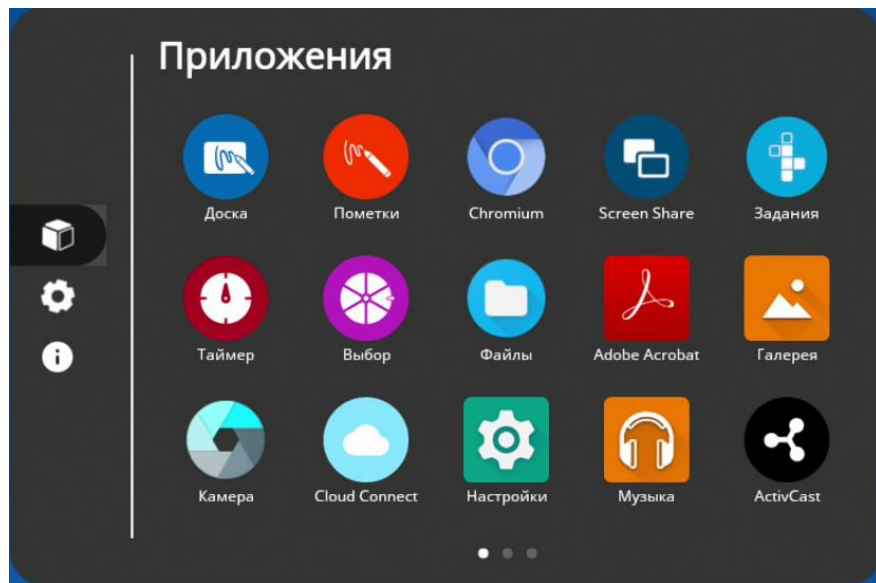 Приложения
Доска
Пометки
Chromium
Screen Share
Задания
Таймер
Выбор
Файлы
Adobe Acrobat
Галерея
Камера
Cloud Connect
Настройки
Музыка
ActivCast